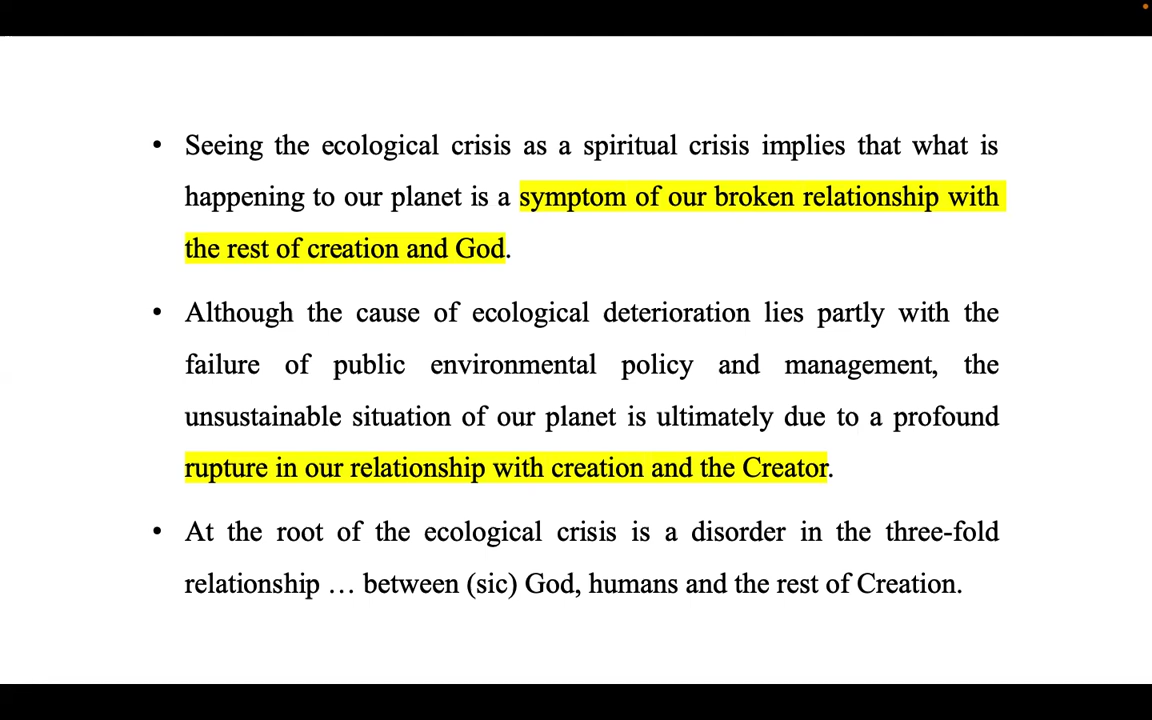 • Seeing the ecological crisis as a spiritual crisis implies that what is
happening to our planet is a symptom of our broken relationship with
the rest of creation and God.
• Although the cause of ecological deterioration lies partly with the
failure of public environmental policy and management, the
unsustainable situation of our planet is ultimately due to a profound
rupture in our relationship with creation and the Creator.
• At the root of the ecological crisis is a disorder in the three-fold
relationship … between (sic) God, humans and the rest of Creation.